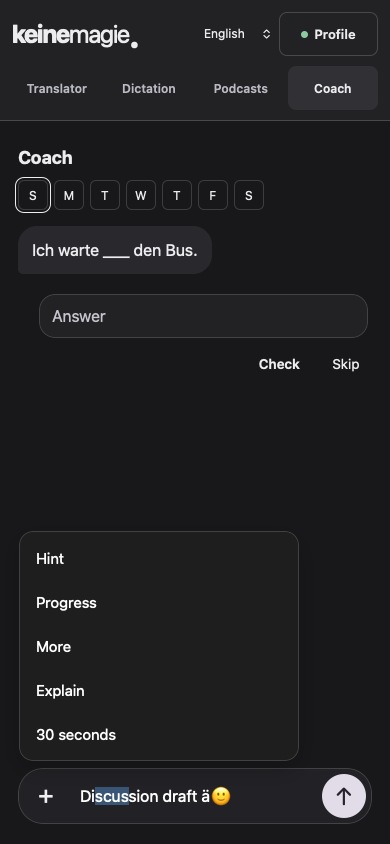 keinemagie.
English
Profile
Translator Dictation Podcasts Coach
Coach
S M T W T F S
Ich warte ___ den Bus.
Answer
Check Skip
Hint
Progress
More
Explain
30 seconds
Discussion draft ä🙂